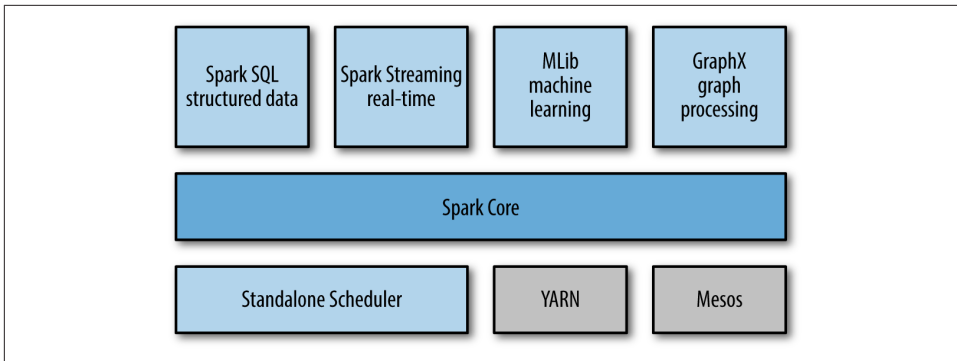 Spark SQL
structured data
Spark Streaming
real-time
MLib
machine
learning
GraphX
graph
processing
Spark Core
Standalone Scheduler
YARN
Mesos